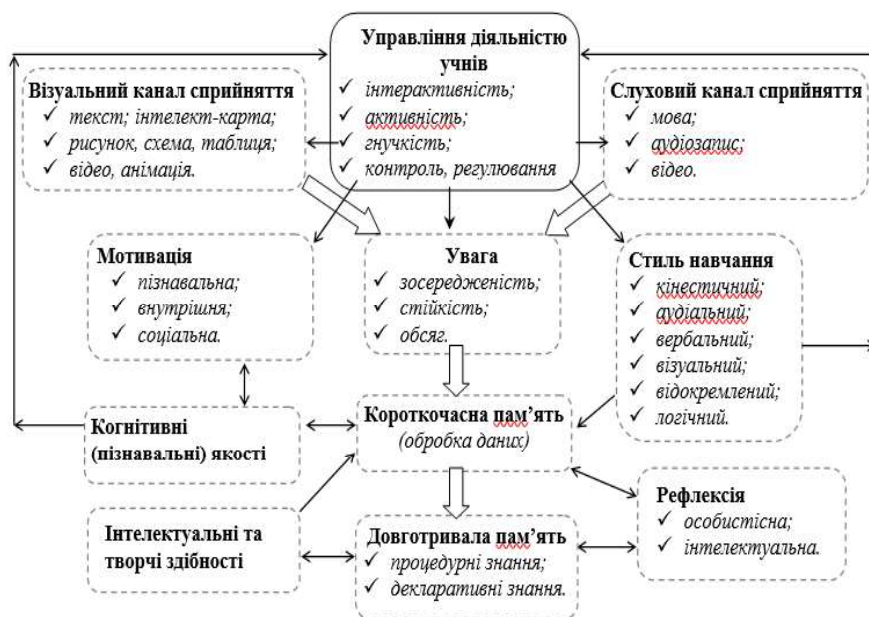 Управління діяльністю
учнів
✓ інтерактивність;
✓ активність;
✓ гнучкість;
✓ контроль, регулювання
Візуальний канал сприйняття
✓ текст; інтелект-карта;
✓ рисунок, схема, таблиця;
✓ відео, анімація.
Слуховий канал сприйняття
✓ мова;
✓ аудіозапис;
✓ відео.
Мотивація
✓ пізнавальна;
✓ внутрішня;
✓ соціальна.
Увага
✓ зосередженість;
✓ стійкість;
✓ обсяг.
Стиль навчання
✓ кінестичний;
✓ аудіальний;
✓ вербальний;
✓ візуальний;
✓ відокремлений;
✓ логічний.
Когнітивні
(пізнавальні) якості
Короткочасна пам’ять
(обробка даних)
Рефлексія
✓ особистісна;
✓ інтелектуальна.
Інтелектуальні та
творчі здібності
Довготривала пам’ять
✓ процедурні знання;
✓ декларативні знання.